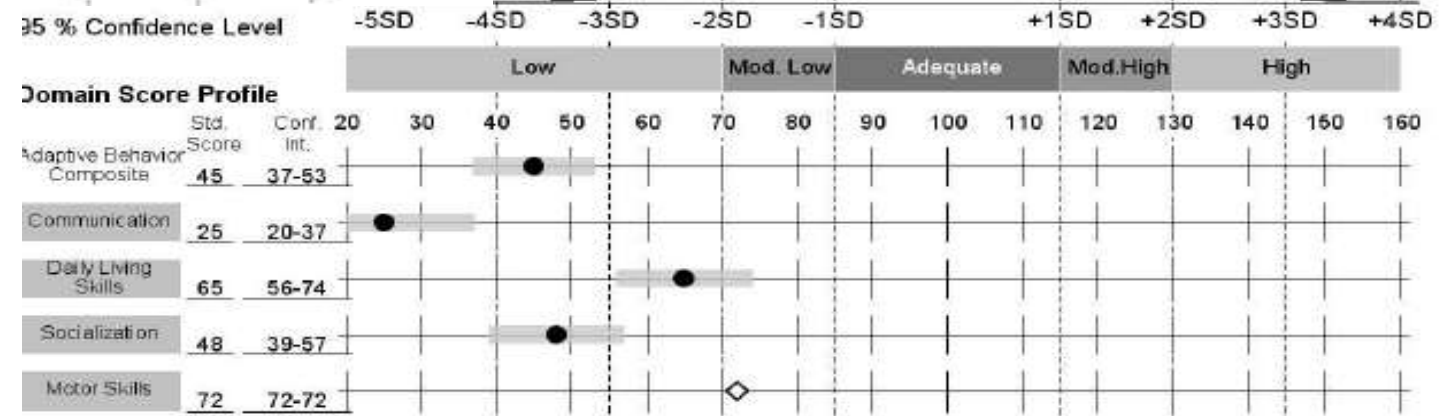 95 % Confidence Level -5SD -4SD -3SD -2SD -1SD +1SD +2SD +3SD +4SD
Low Mod. Low Adequate Mod.High High
Domain Score Profile
Std. Score Conf. Int. 20 30 40 50 60 70 80 90 100 110 120 130 140 150 160
Adaptive Behavior Composite 45 37-53
Communication 25 20-37
Daily Living Skills 65 56-74
Socialization 48 39-57
Motor Skills 72 72-72